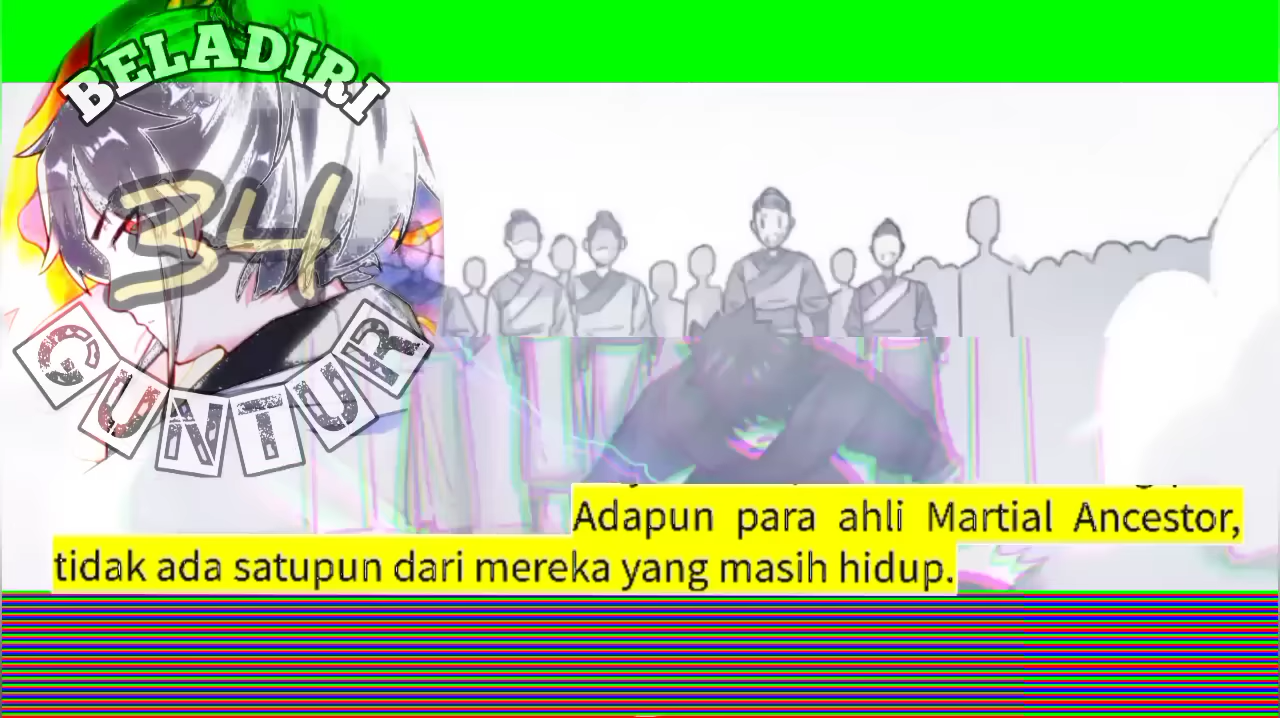 BELADIRI
34
GUNTUR
Adapun para ahli Martial Ancestor,
tidak ada satupun dari mereka yang masih hidup.